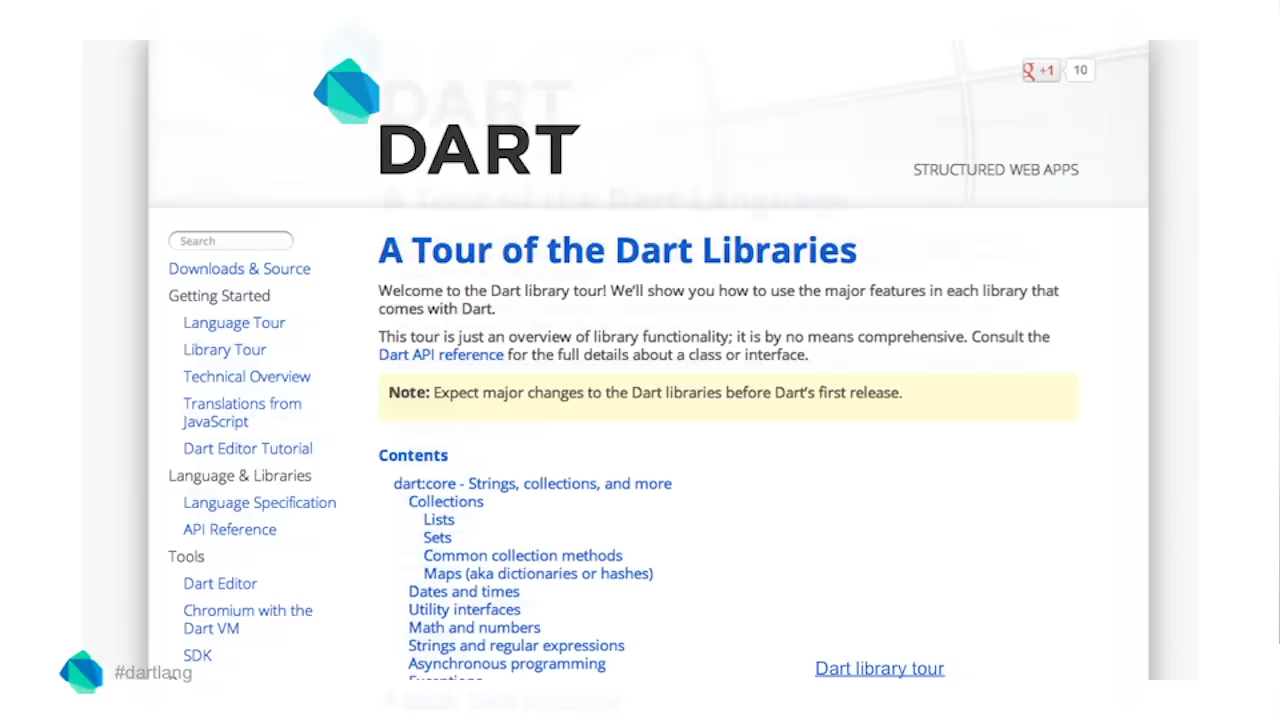 DART
+1
10
STRUCTURED WEB APPS
Search
Downloads & Source
Getting Started
Language Tour
Library Tour
Technical Overview
Translations from
JavaScript
Dart Editor Tutorial
Language & Libraries
Language Specification
API Reference
Tools
Dart Editor
Chromium with the
Dart VM
SDK
A Tour of the Dart Libraries
Welcome to the Dart library tour! We'll show you how to use the major features in each library that
comes with Dart.
This tour is just an overview of library functionality; it is by no means comprehensive. Consult the
Dart API reference for the full details about a class or interface.
Note: Expect major changes to the Dart libraries before Dart's first release.
Contents
dart:core - Strings, collections, and more
Collections
Lists
Sets
Common collection methods
Maps (aka dictionaries or hashes)
Dates and times
Utility interfaces
Math and numbers
Strings and regular expressions
Asynchronous programming
Exceptions
Dart library tour
#dartlang
DART
A Tour of the Dart Language